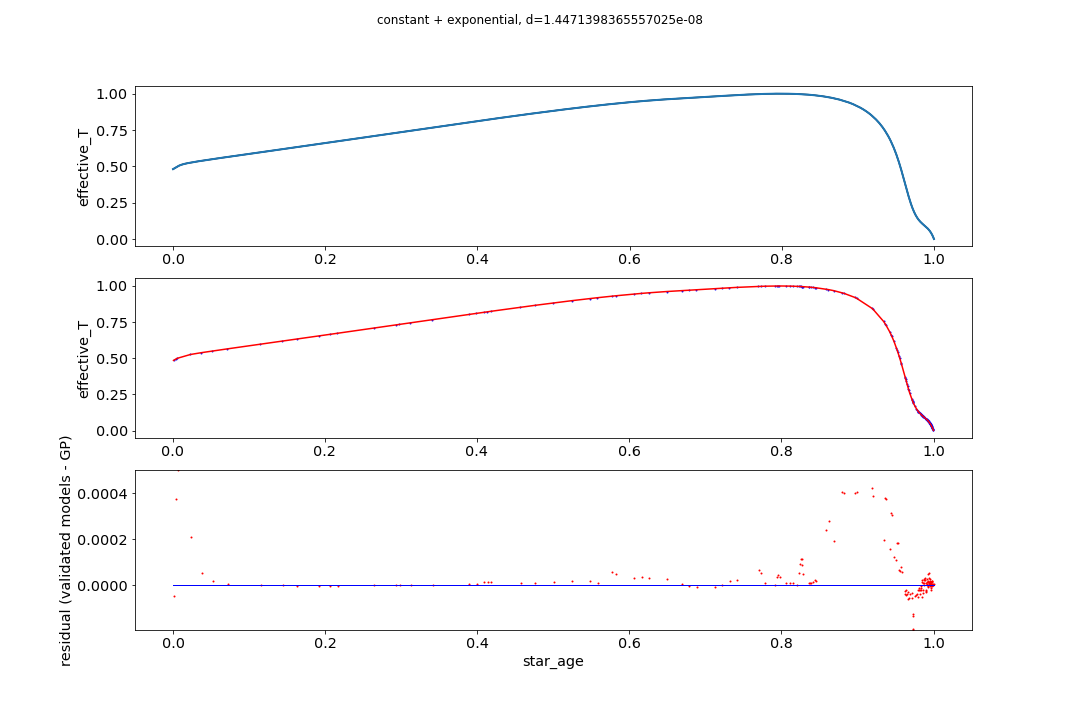 constant + exponential, d=1.4471398365557025e-08
effective_T
1.00
0.75
0.50
0.25
0.00
0.0 0.2 0.4 0.6 0.8 1.0
effective_T
1.00
0.75
0.50
0.25
0.00
0.0 0.2 0.4 0.6 0.8 1.0
residual (validated models - GP)
0.0004
0.0002
0.0000
0.0 0.2 0.4 0.6 0.8 1.0
star_age